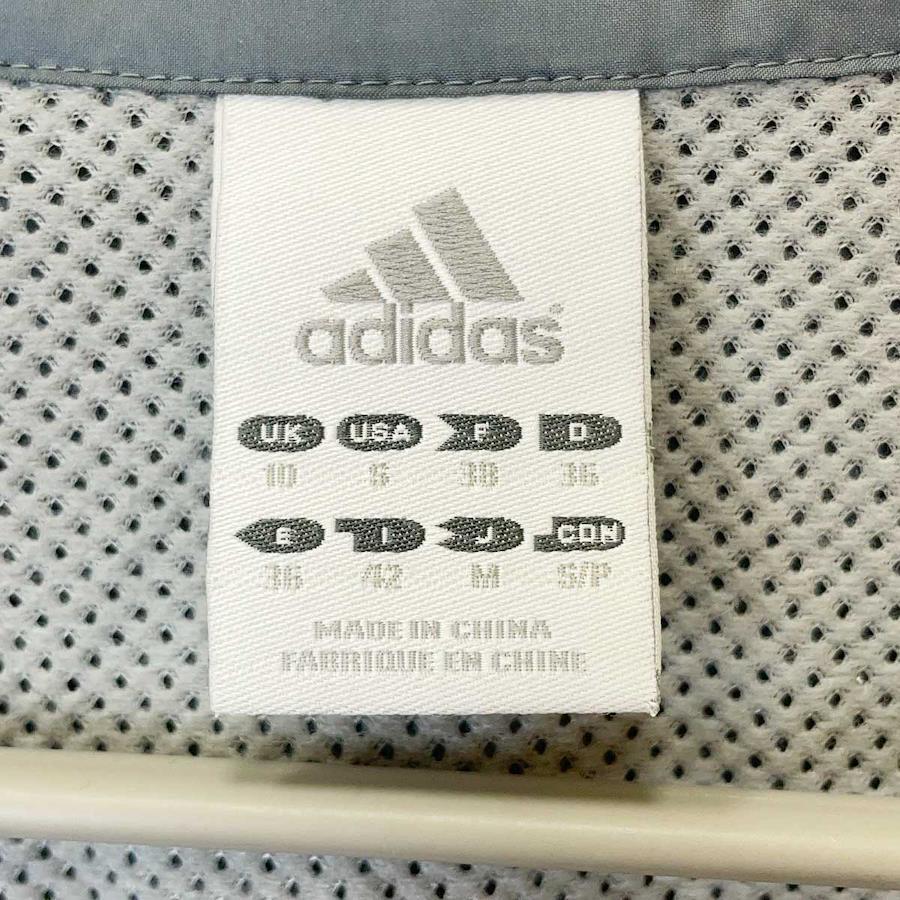 adidas®
UK USA F D
10 6 38 36
E I J CON
36 42 M S/P
MADE IN CHINA
FABRIQUE EN CHINE